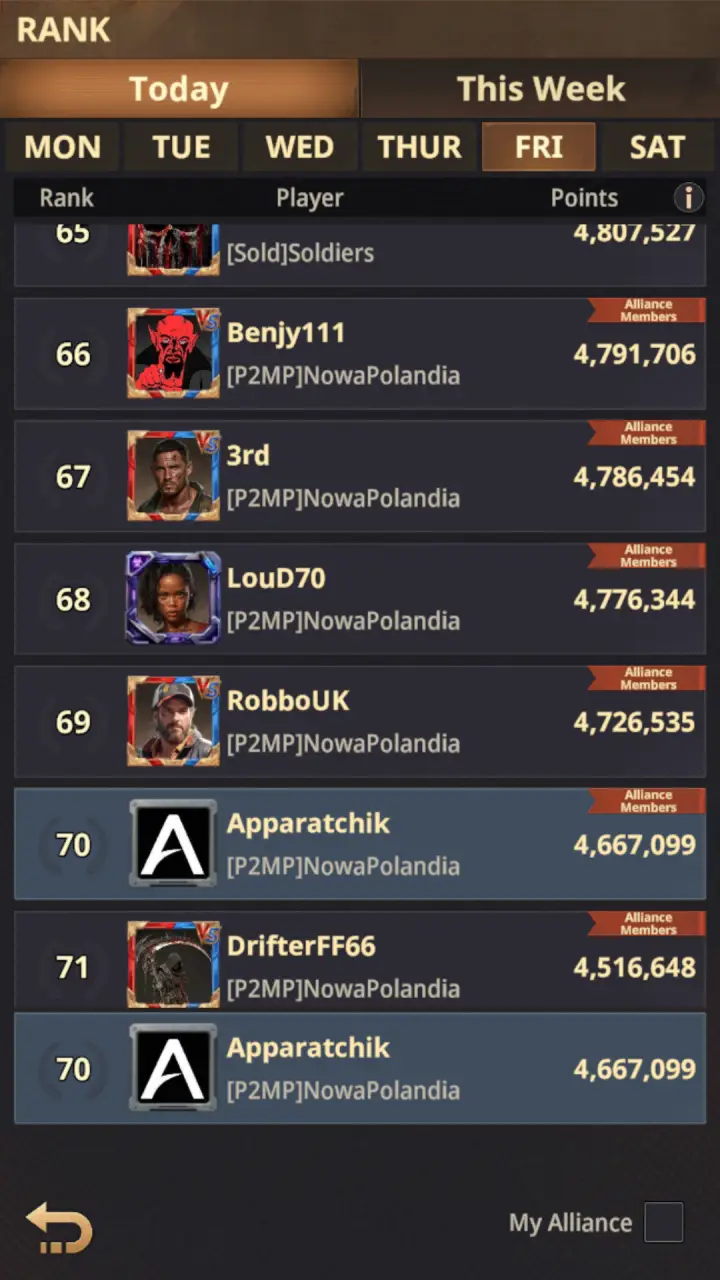 RANK
Today
This Week
MON
TUE
WED
THUR
FRI
SAT
Rank
Player
Points
i
65
[Sold]Soldiers
4,807,527
66
VS
Benjy111
[P2MP]NowaPolandia
Alliance
Members
4,791,706
67
VS
3rd
[P2MP]NowaPolandia
Alliance
Members
4,786,454
68
LouD70
[P2MP]NowaPolandia
Alliance
Members
4,776,344
69
VS
RobboUK
[P2MP]NowaPolandia
Alliance
Members
4,726,535
70
A
Apparatchik
[P2MP]NowaPolandia
Alliance
Members
4,667,099
71
VS
DrifterFF66
[P2MP]NowaPolandia
Alliance
Members
4,516,648
70
A
Apparatchik
[P2MP]NowaPolandia
4,667,099
My Alliance